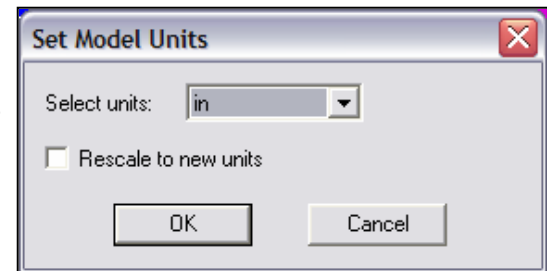 Set Model Units
Select units: in
Rescale to new units
OK Cancel